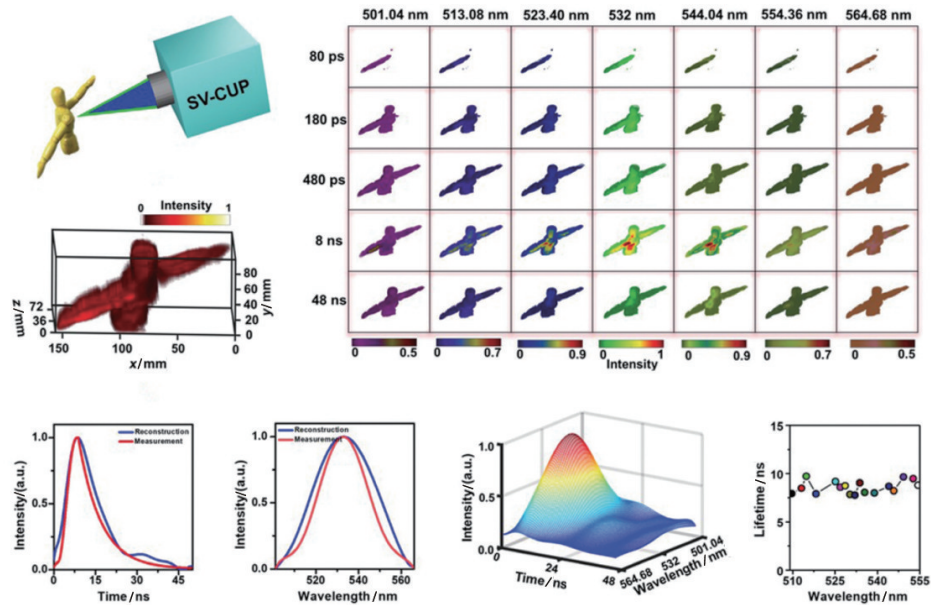 SV-CUP
501.04 nm 513.08 nm 523.40 nm 532 nm 544.04 nm 554.36 nm 564.68 nm
80 ps
180 ps
480 ps
8 ns
48 ns
0 0.5 0 0.7 0 0.9 0 1 0 0.9 0 0.7 0 0.5
Intensity
0 Intensity 1
z/mm
72
36
0
80
60
40
20
0
y/mm
150 100 50 0
x/mm
Intensity/(a.u.)
1.0
0.5
0.0
Reconstruction
Measurement
0 15 30 45
Time/ns
Intensity/(a.u.)
1.0
0.5
0.0
Reconstruction
Measurement
520 540 560
Wavelength/nm
Intensity/(a.u.)
1.0
0.5
0.0
0 24 48
Time/ns
564.68 532 501.04
Wavelength/nm
Lifetime/ns
15
10
5
0
510 525 540 555
Wavelength/nm